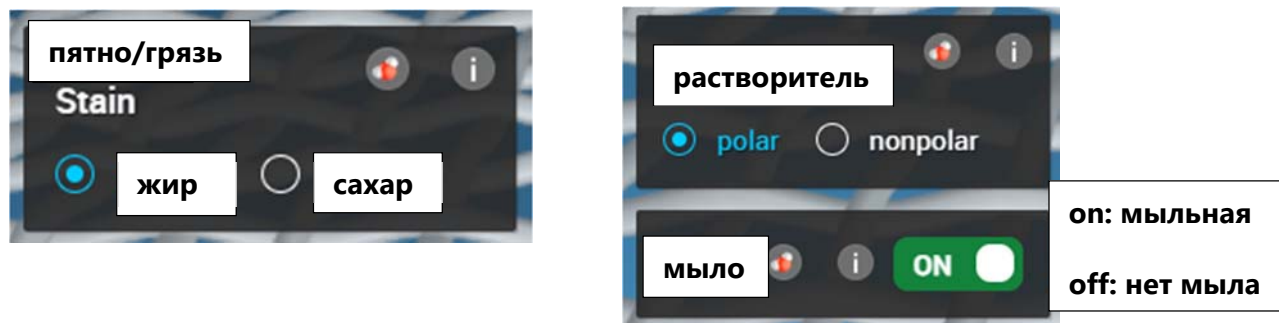 пятно/грязь
Stain
жир сахар
растворитель
polar nonpolar
мыло ON
on: мыльная
off: нет мыла